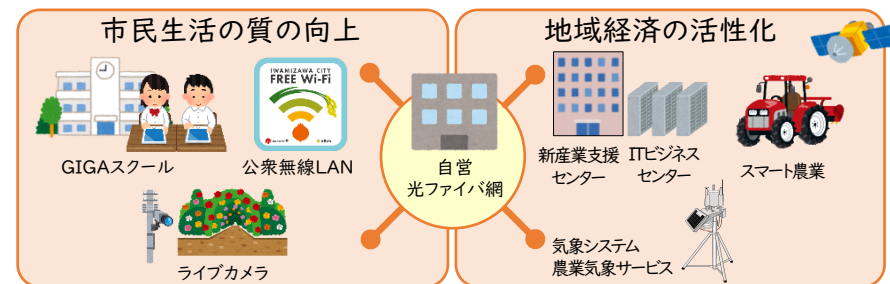 市民生活の質の向上
地域経済の活性化
IWAMIZAWA CITY
FREE Wi-Fi
GIGAスクール
公衆無線LAN
ライブカメラ
自営
光ファイバ網
新産業支援
センター
ITビジネス
センター
スマート農業
気象システム
農業気象サービス